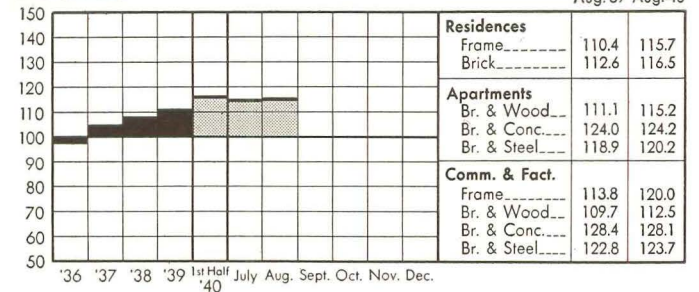 150
140
130
120
110
100
90
80
70
60
50
'36 '37 '38 '39 1st Half '40 July Aug. Sept. Oct. Nov. Dec.
Residences
Frame 110.4 115.7
Brick 112.6 116.5
Apartments
Br. & Wood 111.1 115.2
Br. & Conc. 124.0 124.2
Br. & Steel 118.9 120.2
Comm. & Fact.
Frame 113.8 120.0
Br. & Wood 109.7 112.5
Br. & Conc. 128.4 128.1
Br. & Steel 122.8 123.7